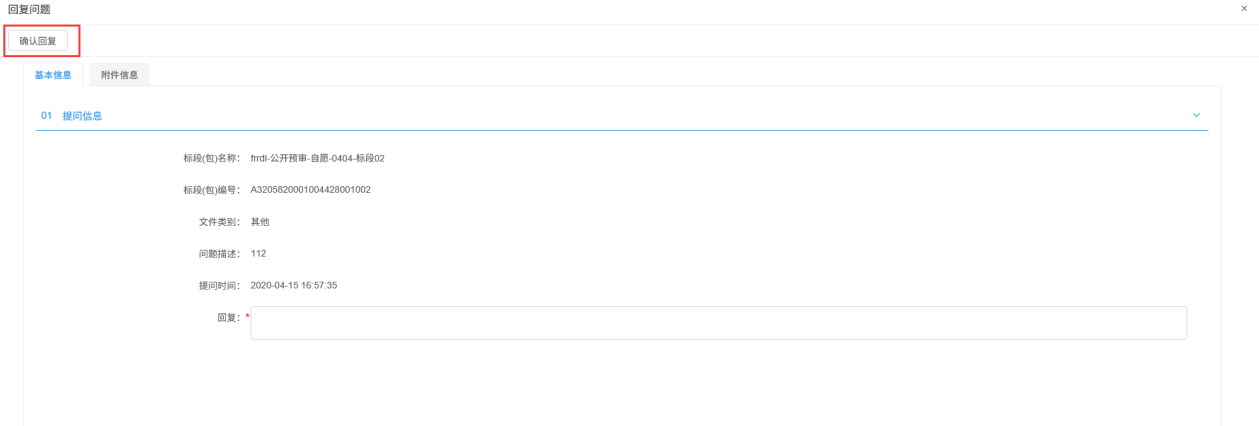 回复问题 ×
确认回复
基本信息 附件信息
01 提问信息
标段(包)名称： frrdl-公开预审-自愿-0404-标段02
标段(包)编号： A3205820001004428001002
文件类别： 其他
问题描述： 112
提问时间： 2020-04-15 16:57:35
回复：*